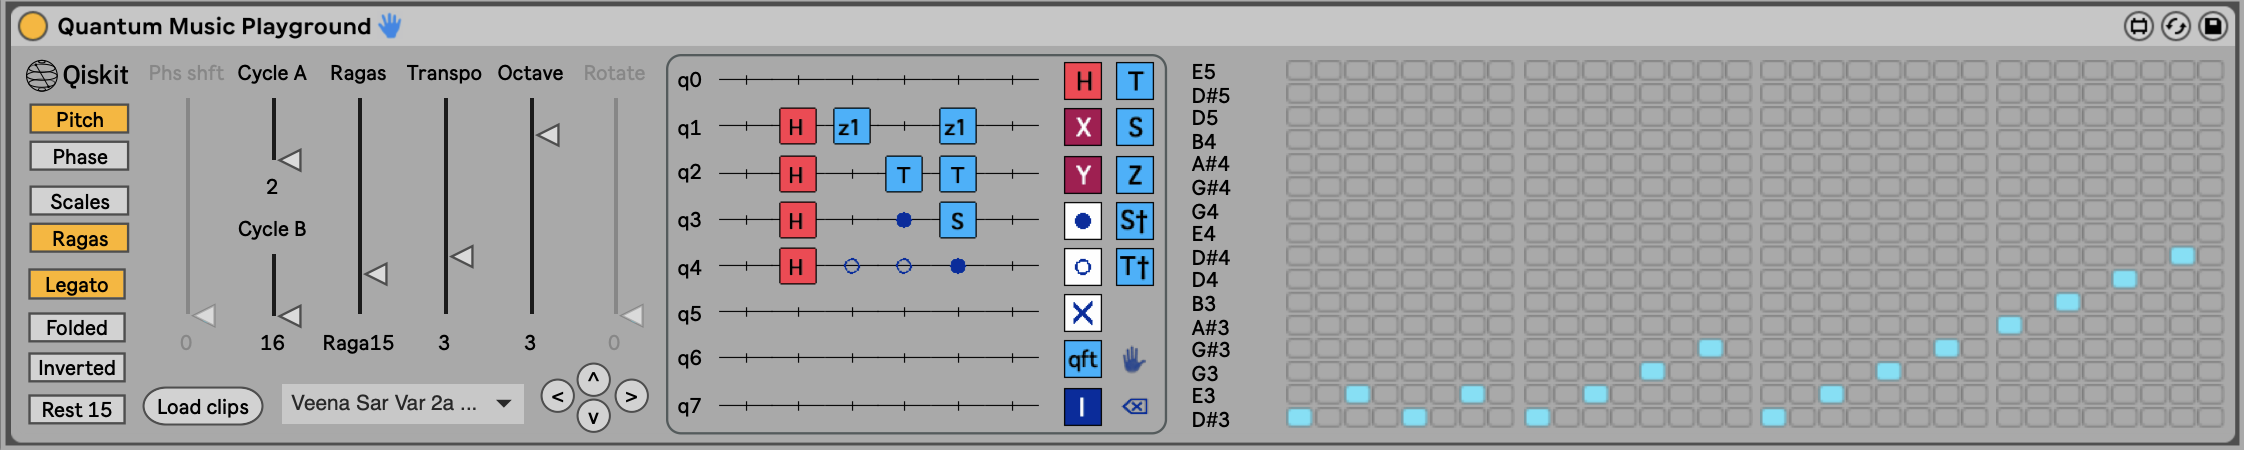 Quantum Music Playground
Qiskit
Phs shft Cycle A Ragas Transpo Octave Rotate
Pitch
Phase
Scales
Ragas
Legato
Folded
Inverted
Rest 15
2
Cycle B
0 16 Raga15 3 3 0
Load clips Veena Sar Var 2a ... < ^ v >
q0
q1 H z1 z1
q2 H T T
q3 H S
q4 H
q5
q6
q7
H T
X S
Y Z
S†
T†
qft
I
E5
D#5
D5
B4
A#4
G#4
G4
E4
D#4
D4
B3
A#3
G#3
G3
E3
D#3